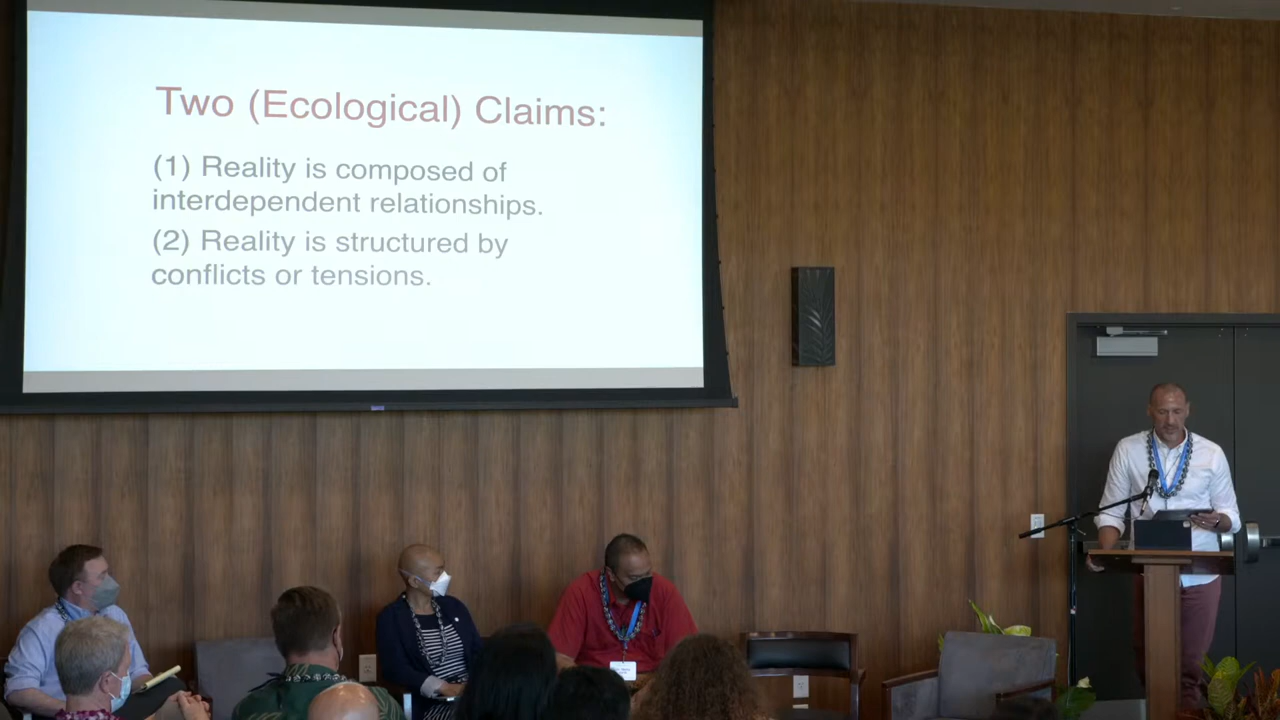 Two (Ecological) Claims:
(1) Reality is composed of
interdependent relationships.
(2) Reality is structured by
conflicts or tensions.